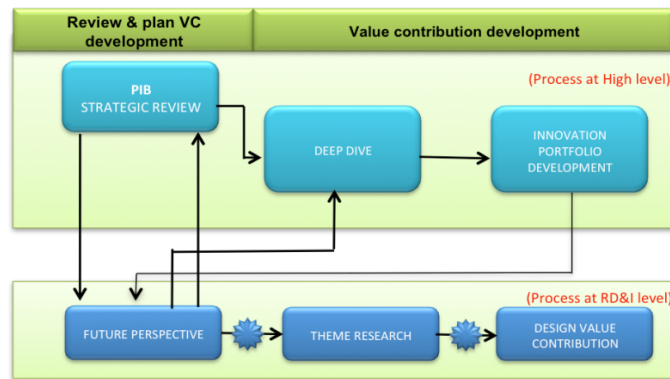 Review & plan VC
development
Value contribution development
(Process at High level)
PIB
STRATEGIC REVIEW
DEEP DIVE
INNOVATION
PORTFOLIO
DEVELOPMENT
(Process at RD&I level)
FUTURE PERSPECTIVE
THEME RESEARCH
DESIGN VALUE
CONTRIBUTION